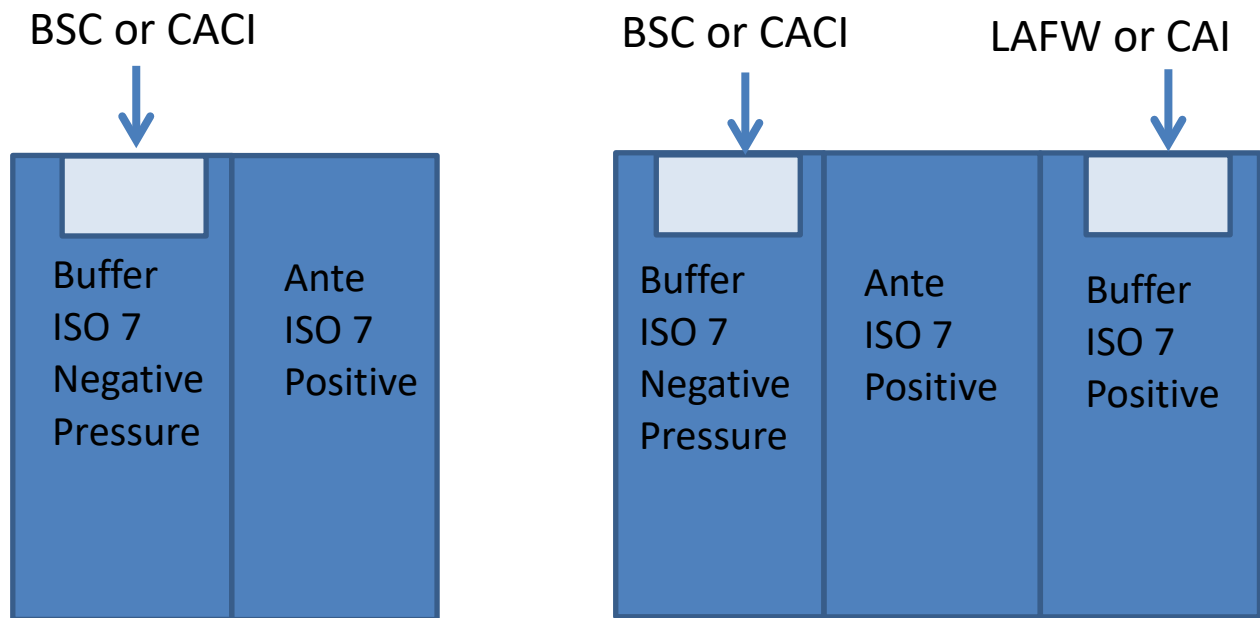 BSC or CACI
Buffer
ISO 7
Negative
Pressure
Ante
ISO 7
Positive
BSC or CACI
LAFW or CAI
Buffer
ISO 7
Negative
Pressure
Ante
ISO 7
Positive
Buffer
ISO 7
Positive